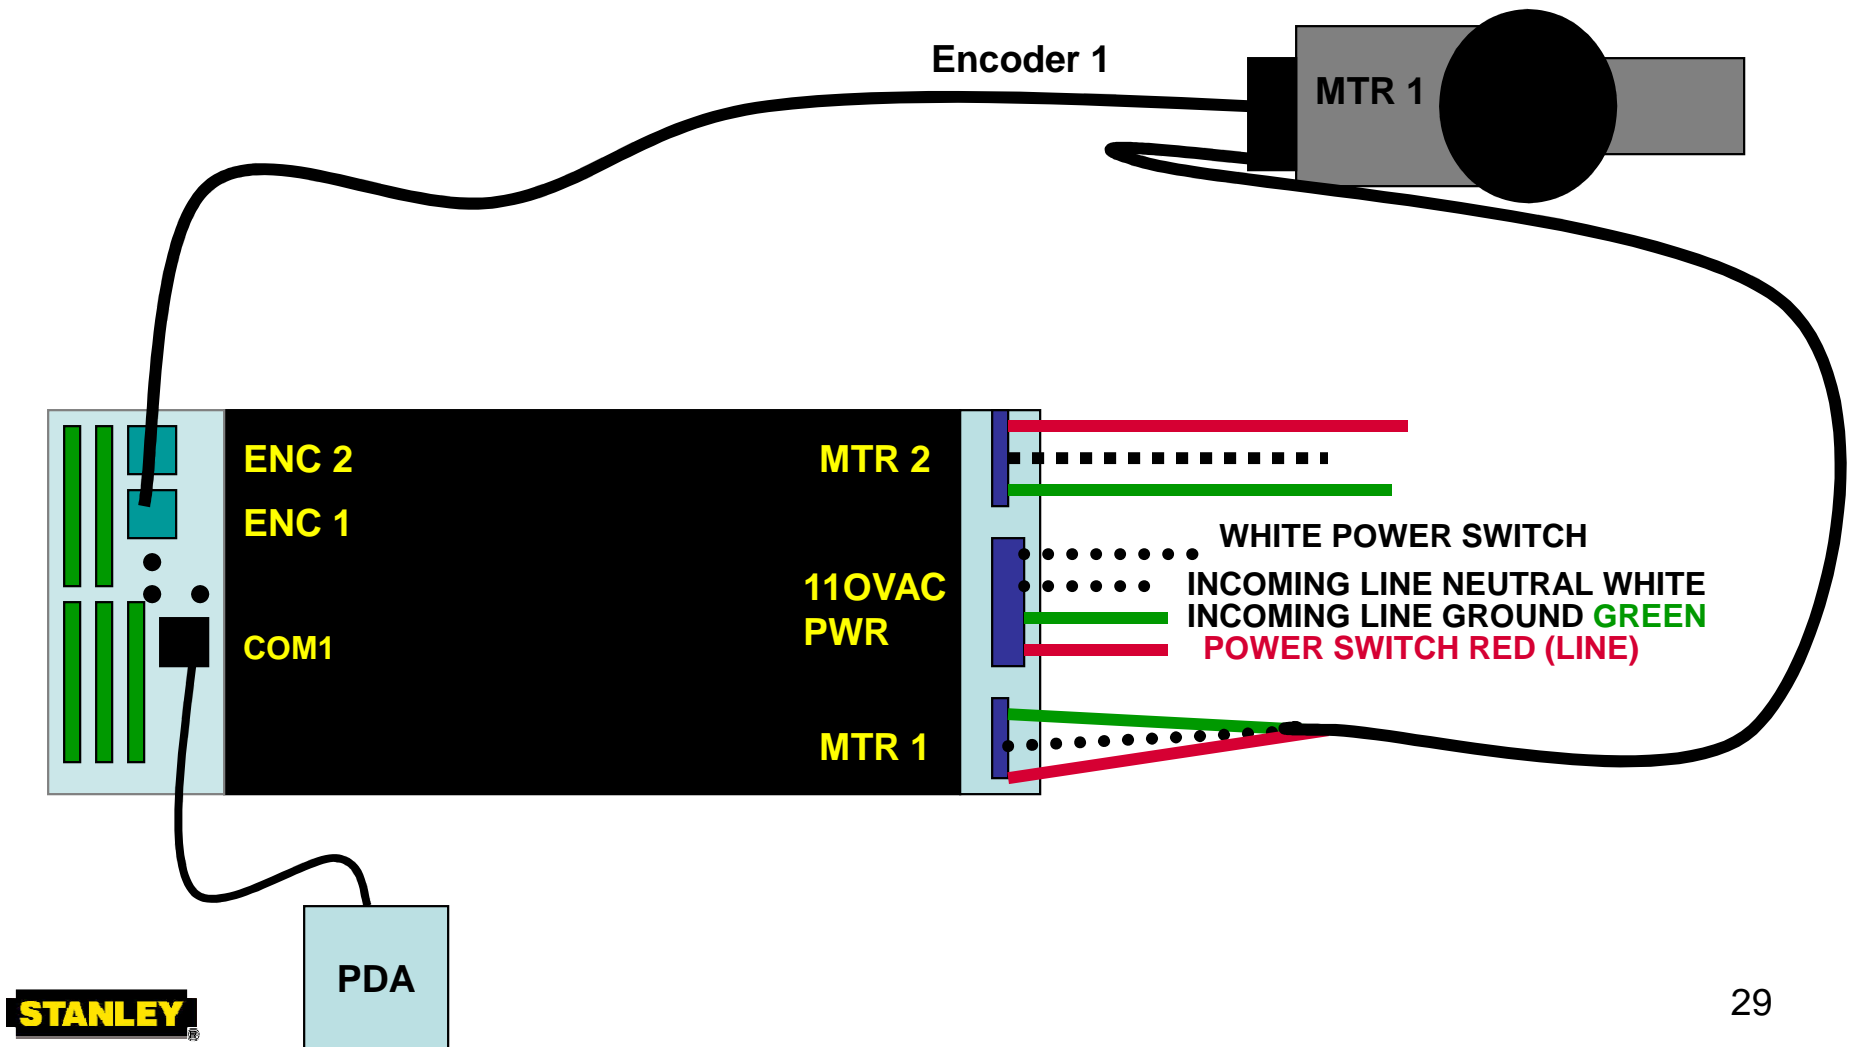 Encoder 1
MTR 1
ENC 2
MTR 2
ENC 1
WHITE POWER SWITCH
11OVAC
PWR
INCOMING LINE NEUTRAL WHITE
INCOMING LINE GROUND GREEN
POWER SWITCH RED (LINE)
COM1
MTR 1
PDA
STANLEY®
29